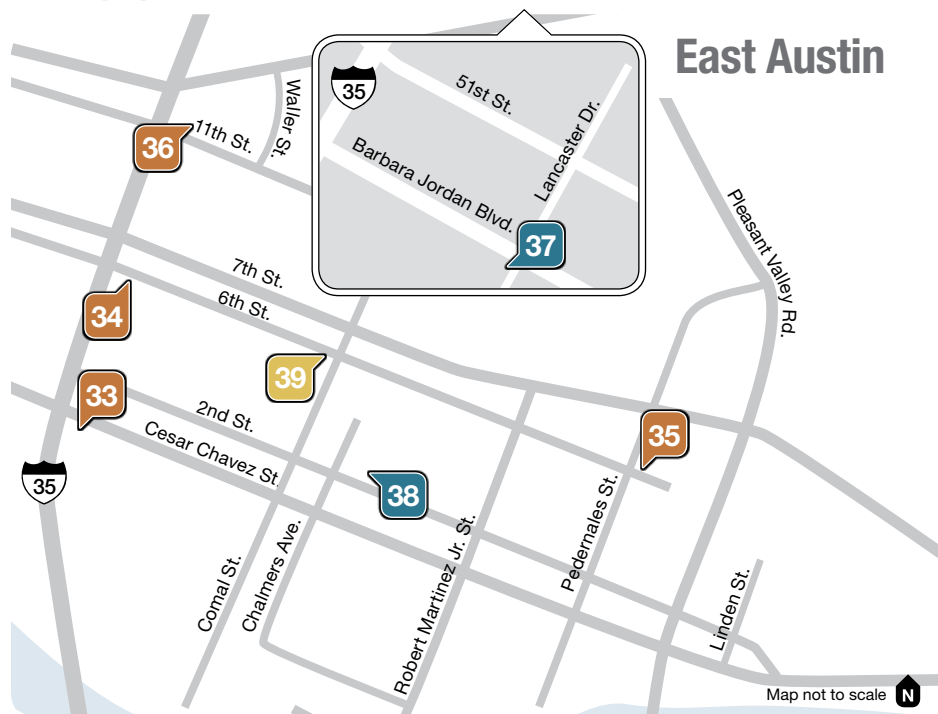 East Austin
35
51st St.
Lancaster Dr.
Barbara Jordan Blvd.
37
Waller St.
11th St.
36
Pleasant Valley Rd.
7th St.
6th St.
34
39
33
2nd St.
Cesar Chavez St.
35
38
35
Pedernales St.
Robert Martinez Jr. St.
Chalmers Ave.
Comal St.
Linden St.
Map not to scale
N